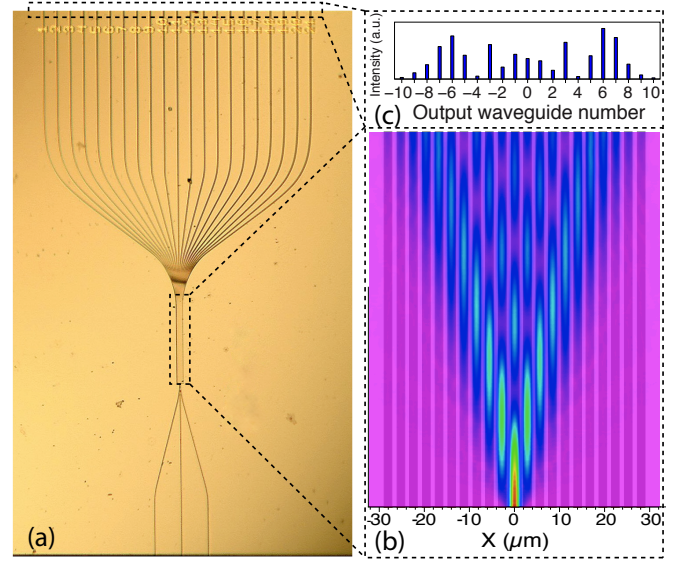 Intensity (a.u.)
−10 −8 −6 −4 −2 0 2 4 6 8 10
(c) Output waveguide number
(a)
-30 -20 -10 0 10 20 30
X (μm)
(b)